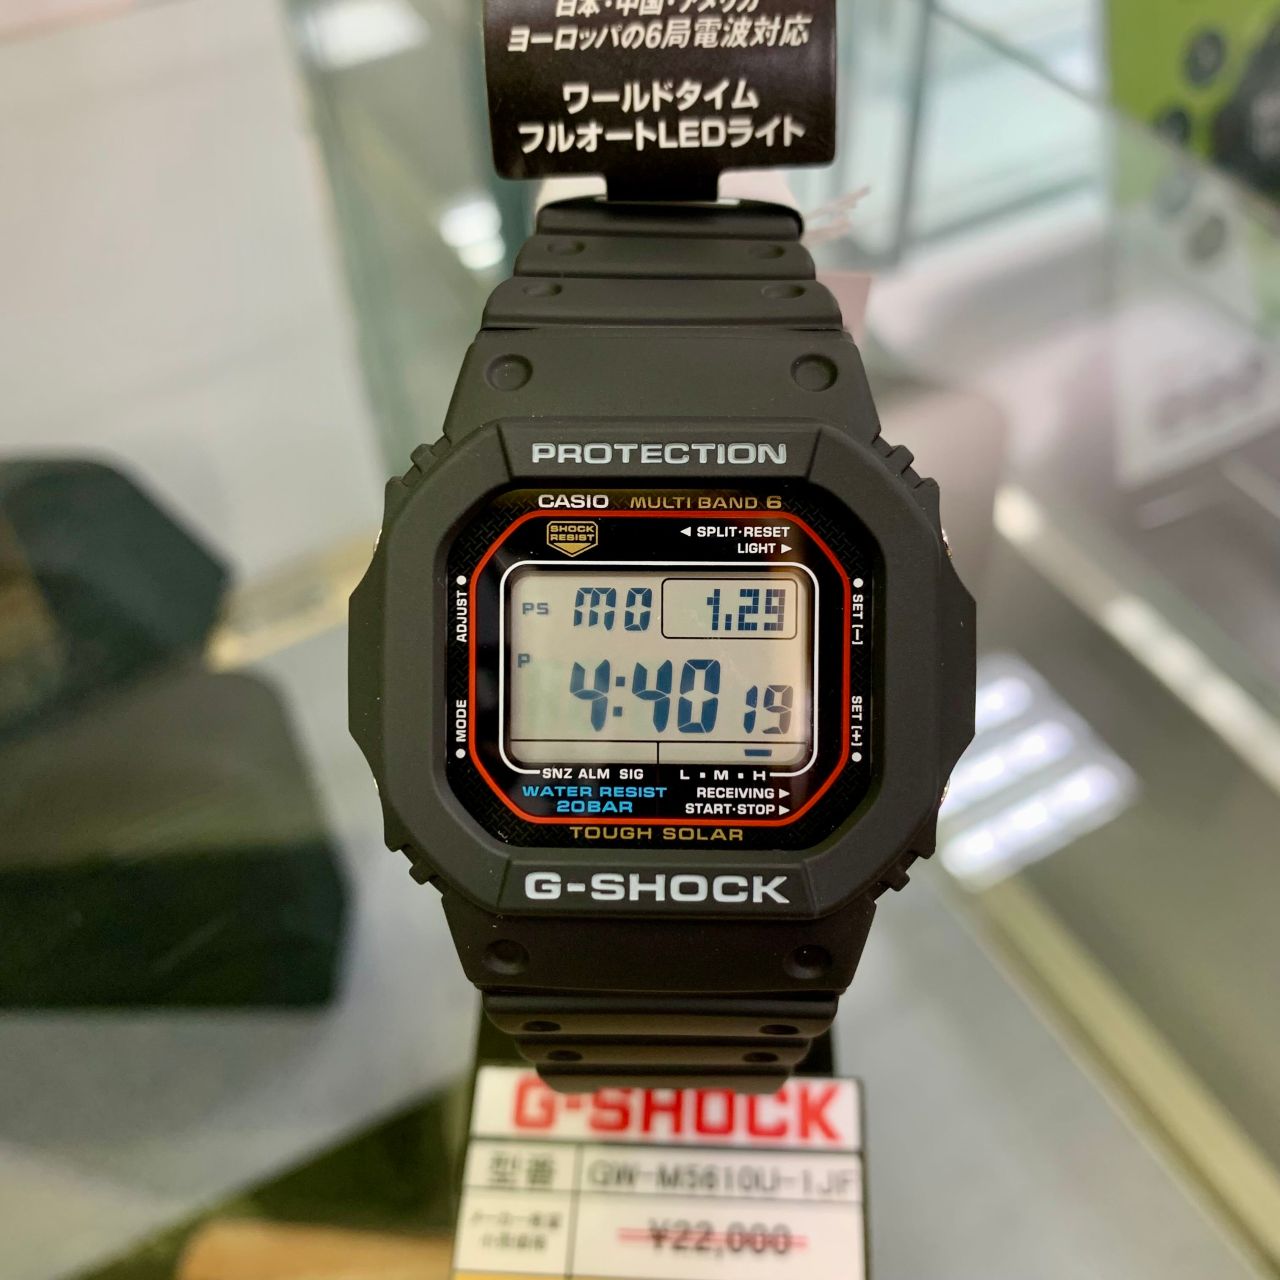 日本・中国・アメリカ
ヨーロッパの6局電波対応
ワールドタイム
フルオートLEDライト
PROTECTION
CASIO MULTI BAND 6
SHOCK
RESIST
◀ SPLIT·RESET
LIGHT ▶
ADJUST
MODE
SET [−]
SET [+]
PS MO 1.29
P 4:40 19
SNZ ALM SIG L ▪ M ▪ H
WATER RESIST
20BAR
RECEIVING ▶
START·STOP ▶
TOUGH SOLAR
G-SHOCK
G-SHOCK
型番 GW-M5610U-1JF
¥22,000